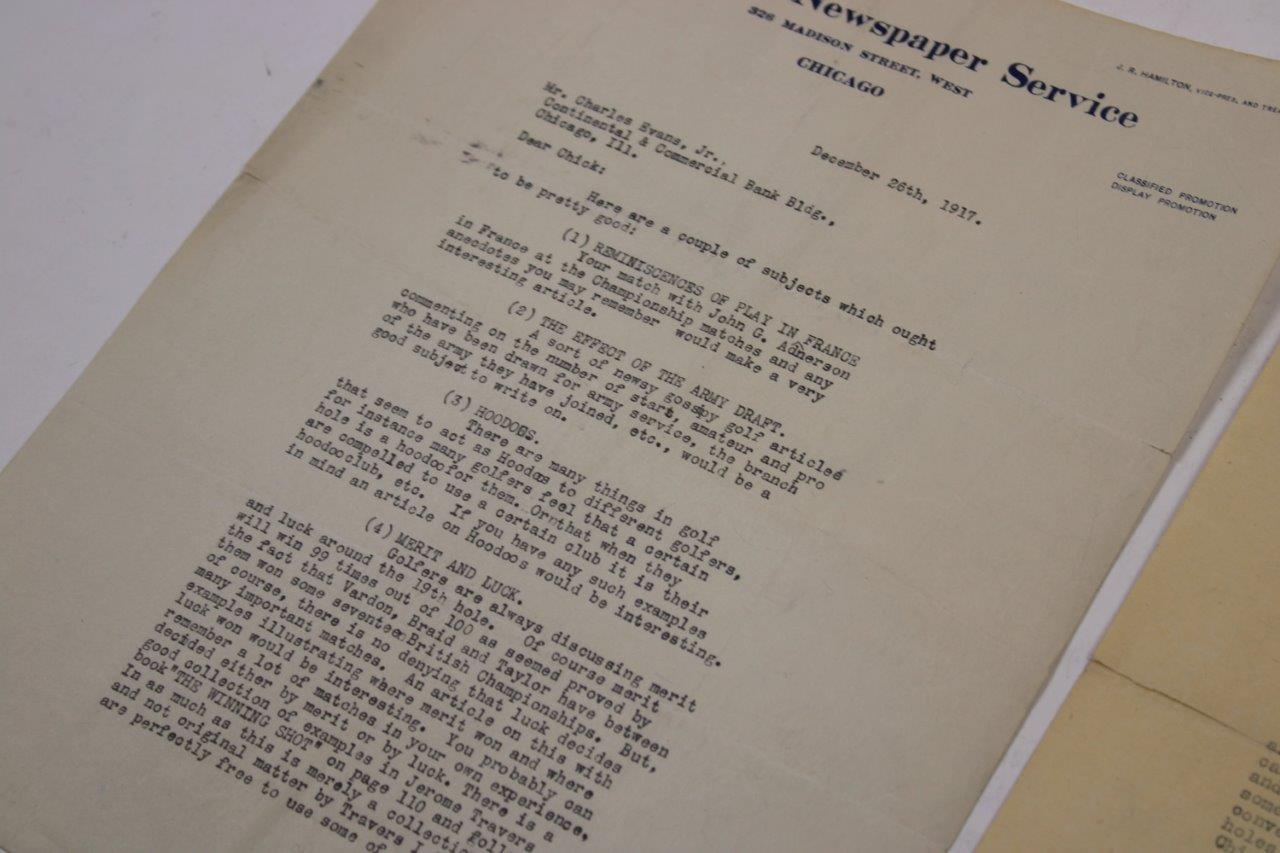 Newspaper Service
326 MADISON STREET, WEST
CHICAGO
J. R. HAMILTON, VICE-PRES. AND
CLASSIFIED PROMOTION
DISPLAY PROMOTION
December 26th, 1917.
Mr. Charles Evans, Jr.,
Continental & Commercial Bank Bldg.,
Chicago, Ill.
Dear Chick:
Here are a couple of subjects which ought
to be pretty good:
(1) REMINISCENCES OF PLAY IN FRANCE
Your match with John G. Adnerson
in France at the Championship matches and any
anecdotes you may remember would make a very
interesting article.
(2) THE EFFECT OF THE ARMY DRAFT.
A sort of newsy gosspy golf articles
commenting on the number of start, amateur and pro
who have been drawn for army service, the branch
of the army they have joined, etc., would be a
good subject to write on.
(3) HOODOOS.
There are many things in golf
that seem to act as Hoodoos to different golfers,
for instance many golfers feel that a certain
hole is a hoodoo for them. Or that when they
are compelled to use a certain club it is their
hoodoo club, etc. If you have any such examples
in mind an article on Hoodoos would be interesting.
(4) MERIT AND LUCK.
Golfers are always discussing merit
and luck around the 19th hole. Of course merit
will win 99 times out of 100 as seemed proved by
the fact that Vardon, Braid and Taylor have between
them won some seventeen British Championships. But,
of course, there is no denying that luck decides
many important matches. An article on this with
examples illustrating where merit won and where
luck won would be interesting. You probably can
remember a lot of matches in your own experience,
decided either by merit or by luck. There is a
good collection of examples in Jerome Travers
book "THE WINNING SHOT" on page 110 and
In as much as this is merely a
and not original matter by Travers
are perfectly free to use some of
and
holes